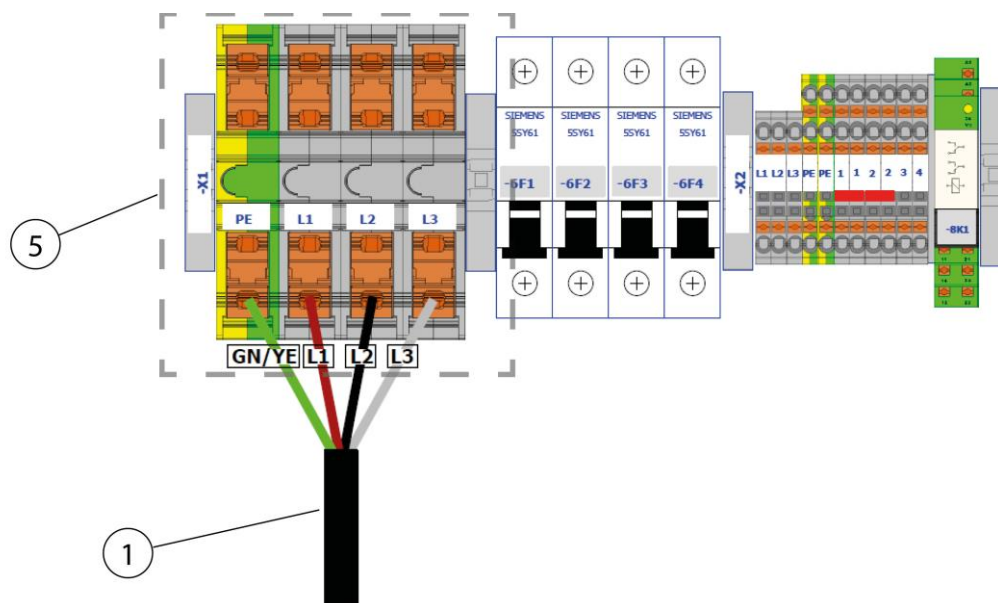 -X1
PE L1 L2 L3
GN/YE L1 L2 L3
5
1
SIEMENS SIEMENS SIEMENS SIEMENS
5SY61 5SY61 5SY61 5SY61
-6F1 -6F2 -6F3 -6F4
-X2
L1 L2 L3 PE PE 1 1 2 2 3 4
A2
-8K1